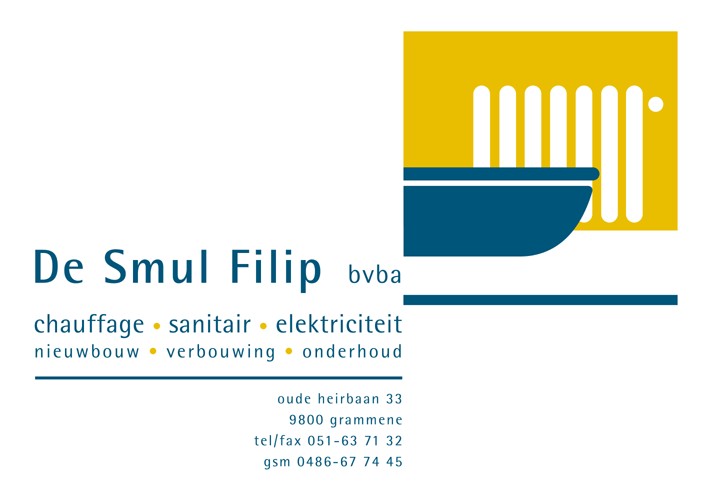 De Smul Filip bvba
chauffage • sanitair • elektriciteit
nieuwbouw • verbouwing • onderhoud
oude heirbaan 33
9800 grammene
tel/fax 051-63 71 32
gsm 0486-67 74 45